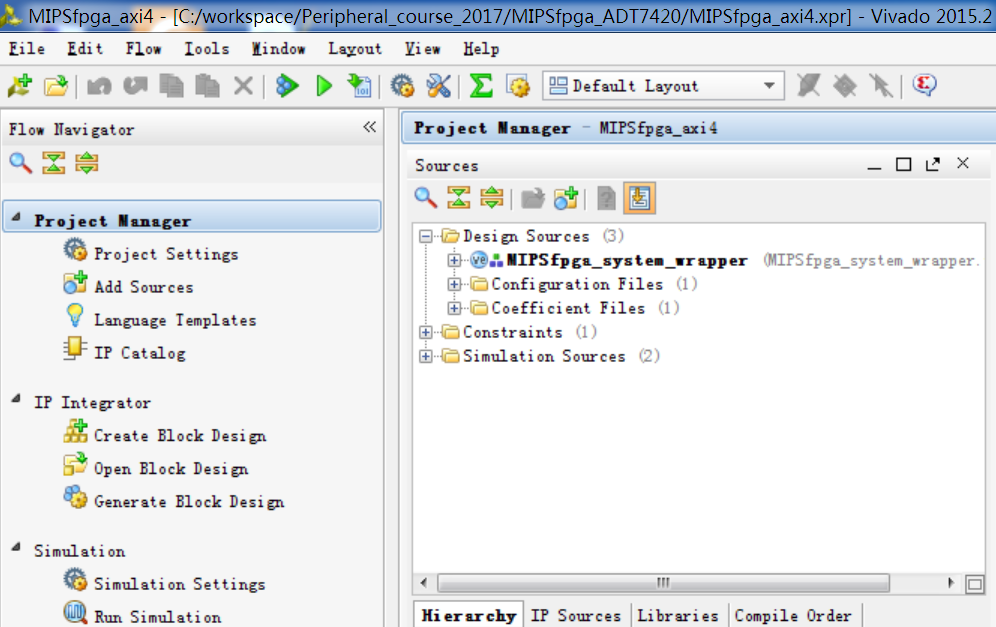 MIPSfpga_axi4 - [C:/workspace/Peripheral_course_2017/MIPSfpga_ADT7420/MIPSfpga_axi4.xpr] - Vivado 2015.2
File Edit Flow Tools Window Layout View Help
Default Layout
Flow Navigator
Project Manager
Project Settings
Add Sources
Language Templates
IP Catalog
IP Integrator
Create Block Design
Open Block Design
Generate Block Design
Simulation
Simulation Settings
Run Simulation
Project Manager - MIPSfpga_axi4
Sources
Design Sources (3)
MIPSfpga_system_wrapper (MIPSfpga_system_wrapper.
Configuration Files (1)
Coefficient Files (1)
Constraints (1)
Simulation Sources (2)
Hierarchy IP Sources Libraries Compile Order